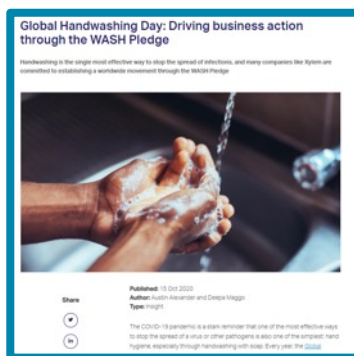 Global Handwashing Day: Driving business action
through the WASH Pledge
Handwashing is the single most effective way to stop the spread of infections, and many companies like Xylem are
committed to establishing a worldwide movement through the WASH Pledge
Share
in
Published: 15 Oct 2020
Author: Austin Alexander and Deepa Maggo
Type: Insight
The COVID-19 pandemic is a stark reminder that one of the most effective ways
to stop the spread of a virus or other pathogens is also one of the simplest: hand
hygiene, especially through handwashing with soap. Every year, the Global